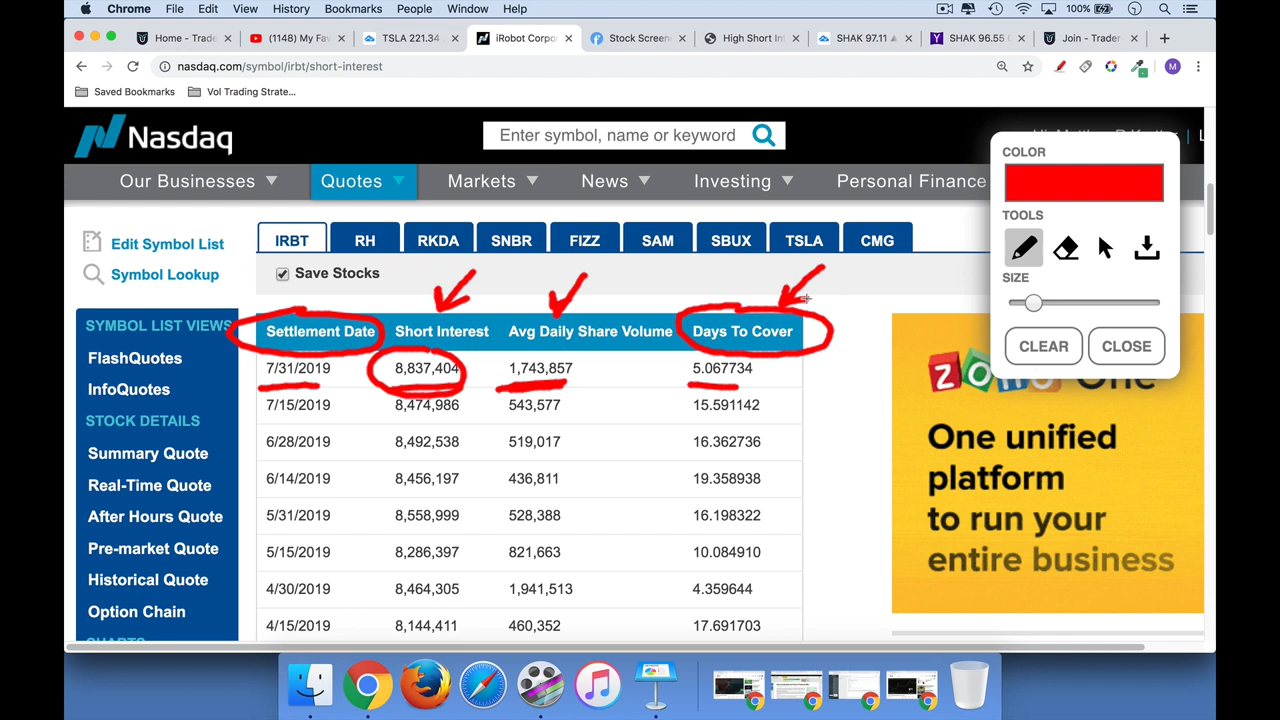 Chrome File Edit View History Bookmarks People Window Help 100%
Home - Trade (1148) My Fav TSLA 221.34 iRobot Corpor Stock Screen High Short Int SHAK 97.11 SHAK 96.55 Join - Trader
nasdaq.com/symbol/irbt/short-interest M
Saved Bookmarks Vol Trading Strate...
Nasdaq Enter symbol, name or keyword
Our Businesses Quotes Markets News Investing Personal Finance
COLOR
TOOLS
SIZE
CLEAR CLOSE
Edit Symbol List
Symbol Lookup
IRBT RH RKDA SNBR FIZZ SAM SBUX TSLA CMG
Save Stocks
SYMBOL LIST VIEWS
FlashQuotes
InfoQuotes
STOCK DETAILS
Summary Quote
Real-Time Quote
After Hours Quote
Pre-market Quote
Historical Quote
Option Chain
CHARTS
Settlement Date Short Interest Avg Daily Share Volume Days To Cover
7/31/2019 8,837,404 1,743,857 5.067734
7/15/2019 8,474,986 543,577 15.591142
6/28/2019 8,492,538 519,017 16.362736
6/14/2019 8,456,197 436,811 19.358938
5/31/2019 8,558,999 528,388 16.198322
5/15/2019 8,286,397 821,663 10.084910
4/30/2019 8,464,305 1,941,513 4.359644
4/15/2019 8,144,411 460,352 17.691703
ZOHO One
One unified
platform
to run your
entire business